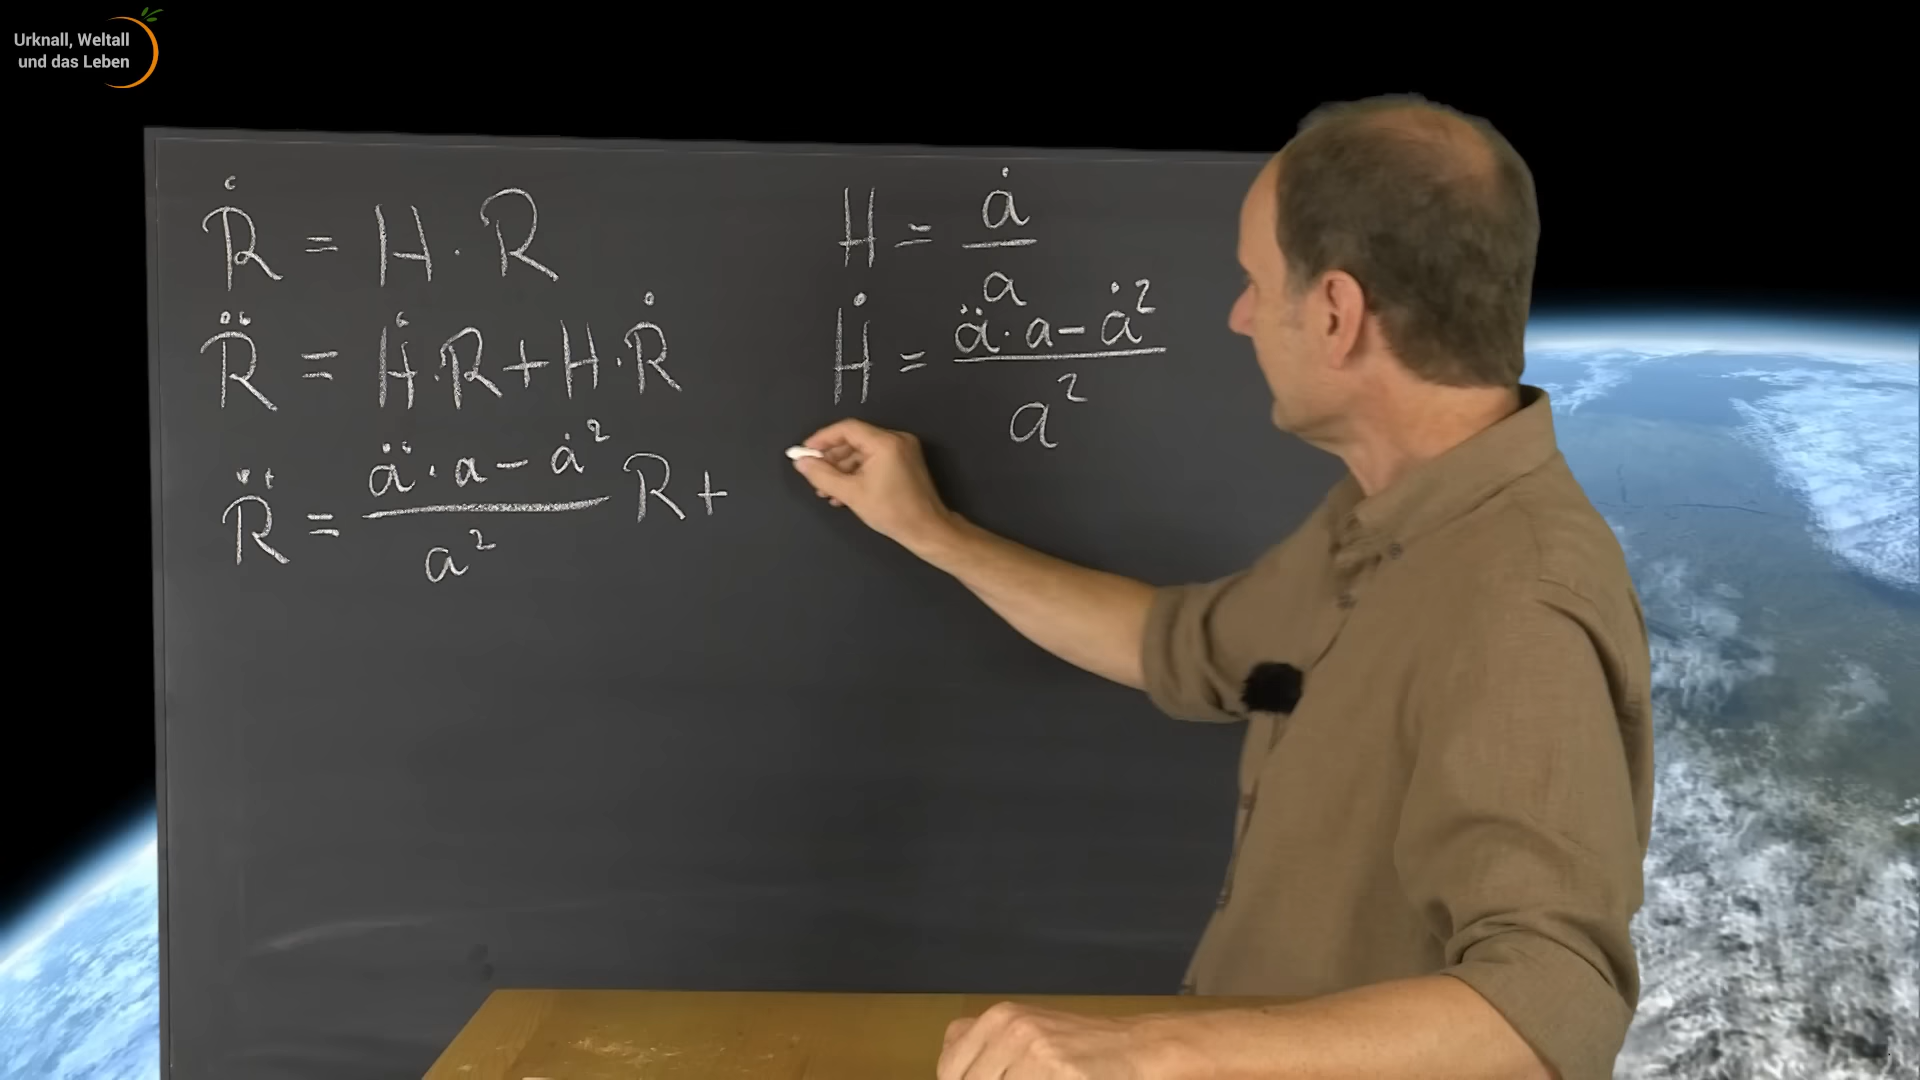 Urknall, Weltall
und das Leben
Ṙ = H · R
R̈ = Ḣ · R + H · Ṙ
R̈ = (ä · a − ȧ²) / a² R +
H = ȧ / a
Ḣ = (ä · a − ȧ²) / a²